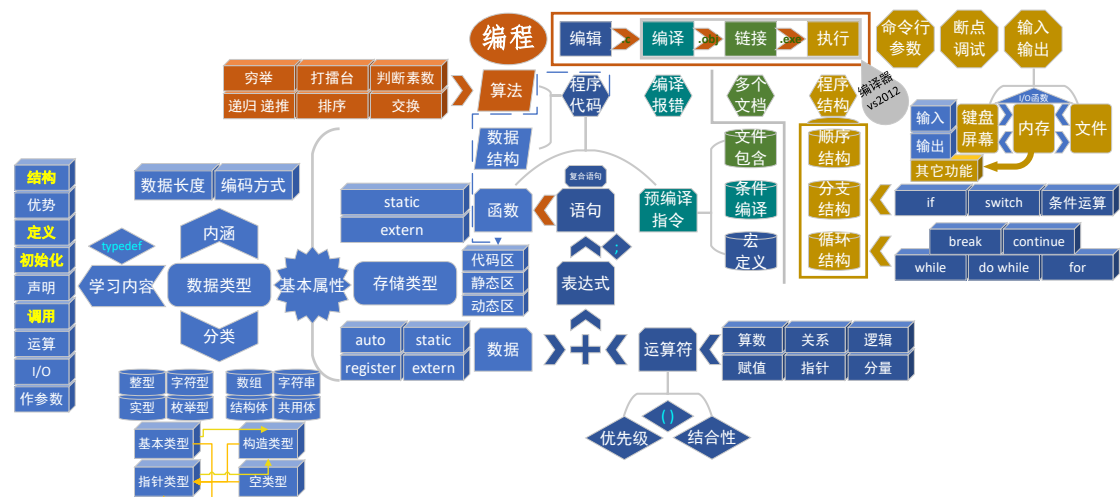 编程
编辑
.c
编译
.obj
链接
.exe
执行
编译器
vs2012
命令行
参数
断点
调试
输入
输出
穷举
打擂台
判断素数
递归 递推
排序
交换
算法
数据
结构
程序
代码
编译
报错
多个
文档
程序
结构
I/O函数
输入
输出
键盘
屏幕
内存
文件
其它功能
文件
包含
条件
编译
宏
定义
顺序
结构
分支
结构
循环
结构
if
switch
条件运算
break
continue
while
do while
for
复合语句
函数
语句
预编译
指令
;
表达式
static
extern
代码区
静态区
动态区
结构
优势
定义
初始化
声明
调用
运算
I/O
作参数
数据长度
编码方式
typedef
内涵
学习内容
数据类型
基本属性
存储类型
分类
auto
static
register
extern
数据
运算符
算数
关系
逻辑
赋值
指针
分量
( )
优先级
结合性
整型
字符型
数组
字符串
实型
枚举型
结构体
共用体
基本类型
构造类型
指针类型
空类型